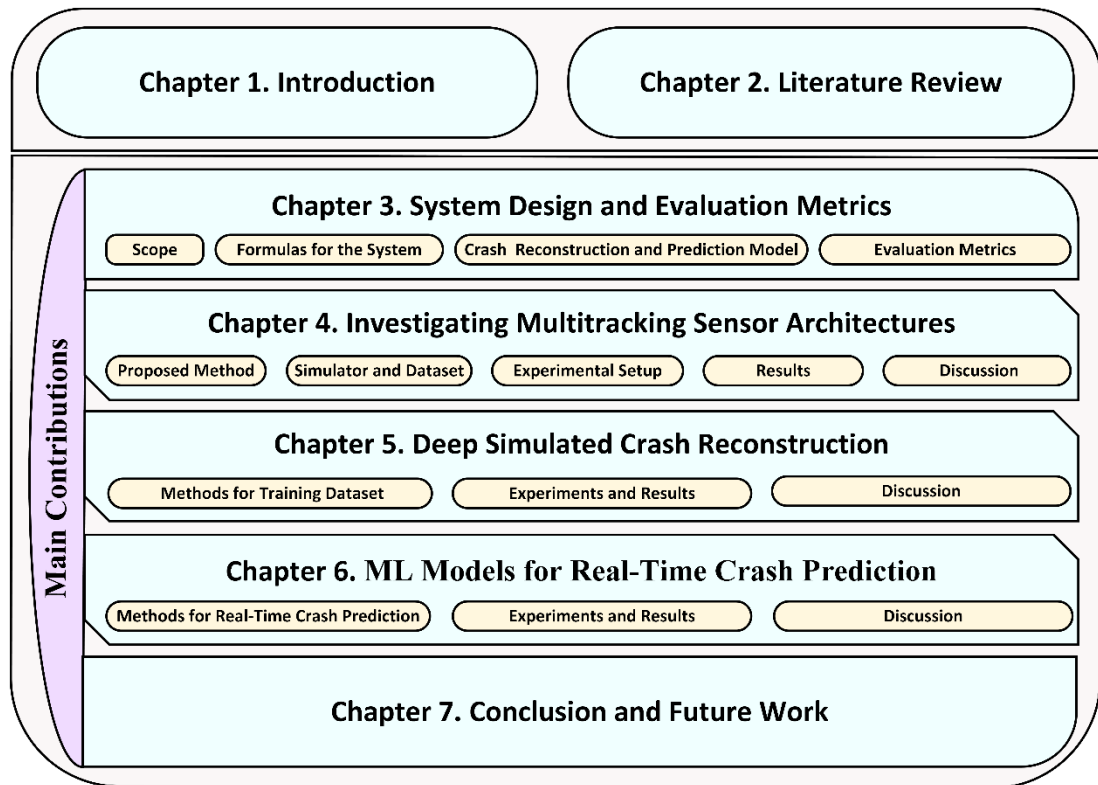 Chapter 1. Introduction
Chapter 2. Literature Review
Main Contributions
Chapter 3. System Design and Evaluation Metrics
Scope
Formulas for the System
Crash Reconstruction and Prediction Model
Evaluation Metrics
Chapter 4. Investigating Multitracking Sensor Architectures
Proposed Method
Simulator and Dataset
Experimental Setup
Results
Discussion
Chapter 5. Deep Simulated Crash Reconstruction
Methods for Training Dataset
Experiments and Results
Discussion
Chapter 6. ML Models for Real-Time Crash Prediction
Methods for Real-Time Crash Prediction
Experiments and Results
Discussion
Chapter 7. Conclusion and Future Work